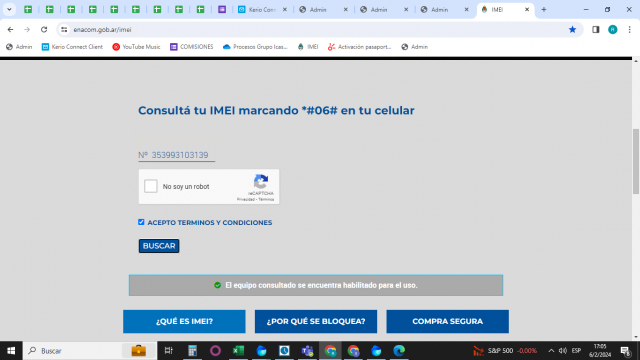 Kerio Conne
Admin
Admin
Admin
IMEI
enacom.gob.ar/imei
Admin
Kerio Connect Client
YouTube Music
COMISIONES
Procesos Grupo Icas...
IMEI
Activación pasaport...
Admin
Consultá tu IMEI marcando *#06# en tu celular
Nº 353993103139
No soy un robot
reCAPTCHA
Privacidad - Términos
ACEPTO TERMINOS Y CONDICIONES
BUSCAR
El equipo consultado se encuentra habilitado para el uso.
¿QUÉ ES IMEI?
¿POR QUÉ SE BLOQUEA?
COMPRA SEGURA
Buscar
S&P 500 -0,00%
ESP
17:05
6/2/2024